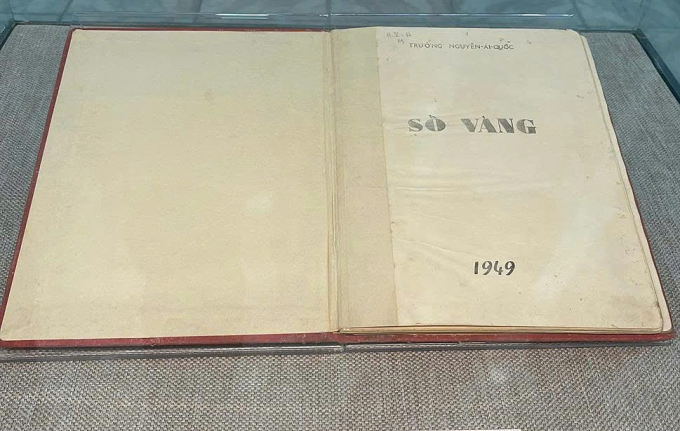 TRƯỜNG NGUYỄN-ÁI-QUỐC
SỔ VÀNG
1949